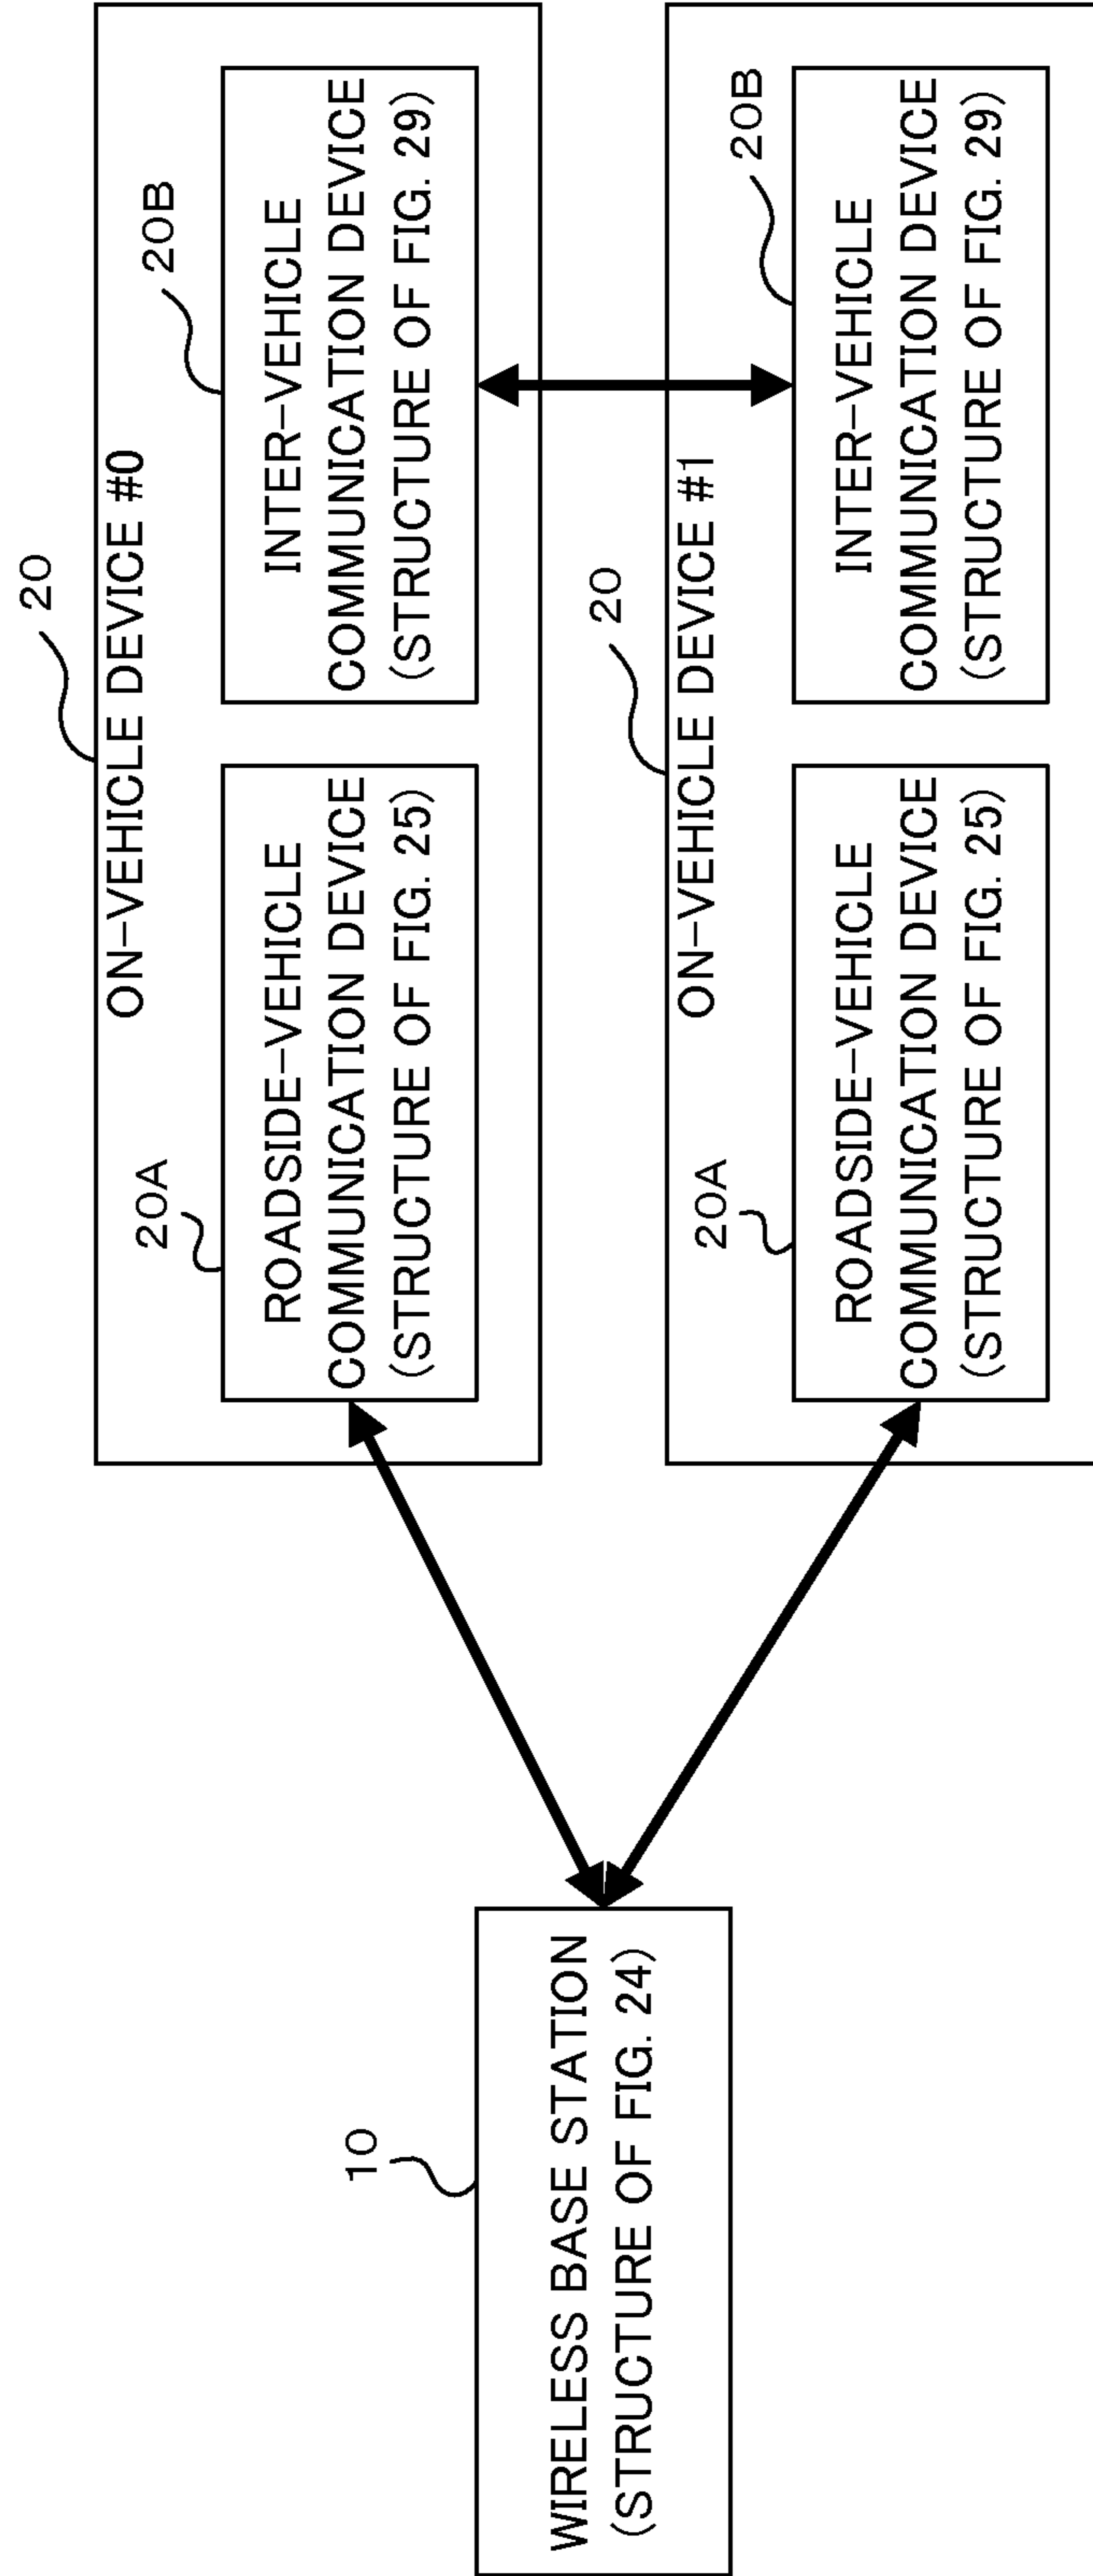 20
ON-VEHICLE DEVICE #0
20A
ROADSIDE-VEHICLE
COMMUNICATION DEVICE
(STRUCTURE OF FIG. 25)
20B
INTER-VEHICLE
COMMUNICATION DEVICE
(STRUCTURE OF FIG. 29)
10
WIRELESS BASE STATION
(STRUCTURE OF FIG. 24)
20
ON-VEHICLE DEVICE #1
20A
ROADSIDE-VEHICLE
COMMUNICATION DEVICE
(STRUCTURE OF FIG. 25)
20B
INTER-VEHICLE
COMMUNICATION DEVICE
(STRUCTURE OF FIG. 29)